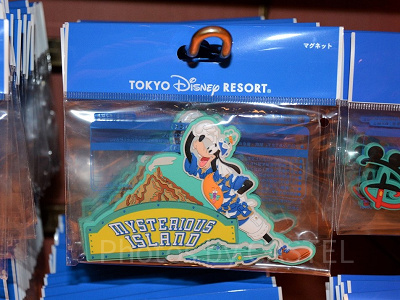 マグネット
TOKYO DISNEY RESORT®
MYSTERIOUS
ISLAND